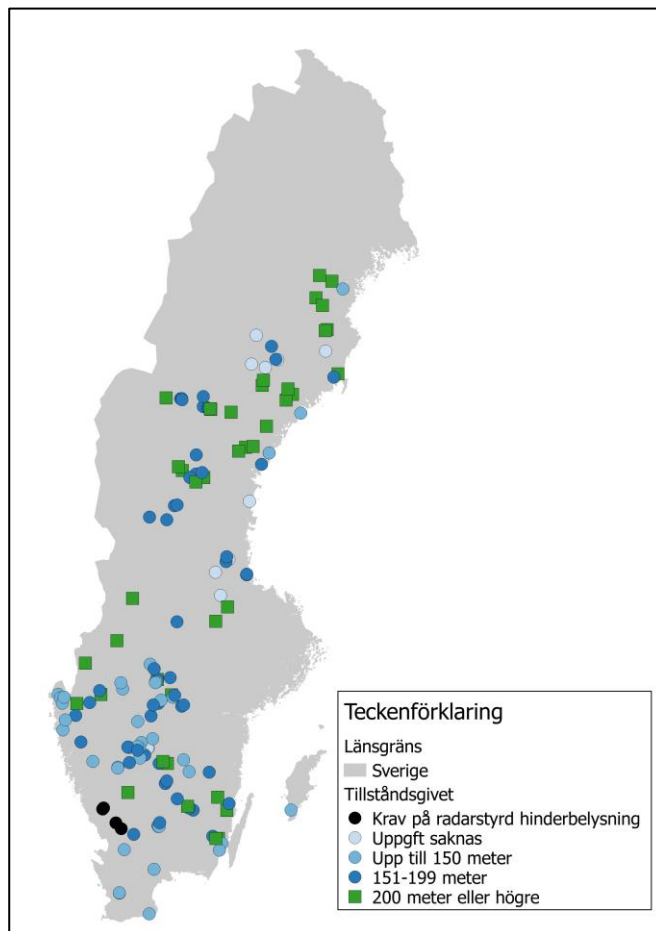 Teckenförklaring
Länsgräns
Sverige
Tillståndsgivet
Krav på radarstyrd hinderbelysning
Uppgft saknas
Upp till 150 meter
151-199 meter
200 meter eller högre